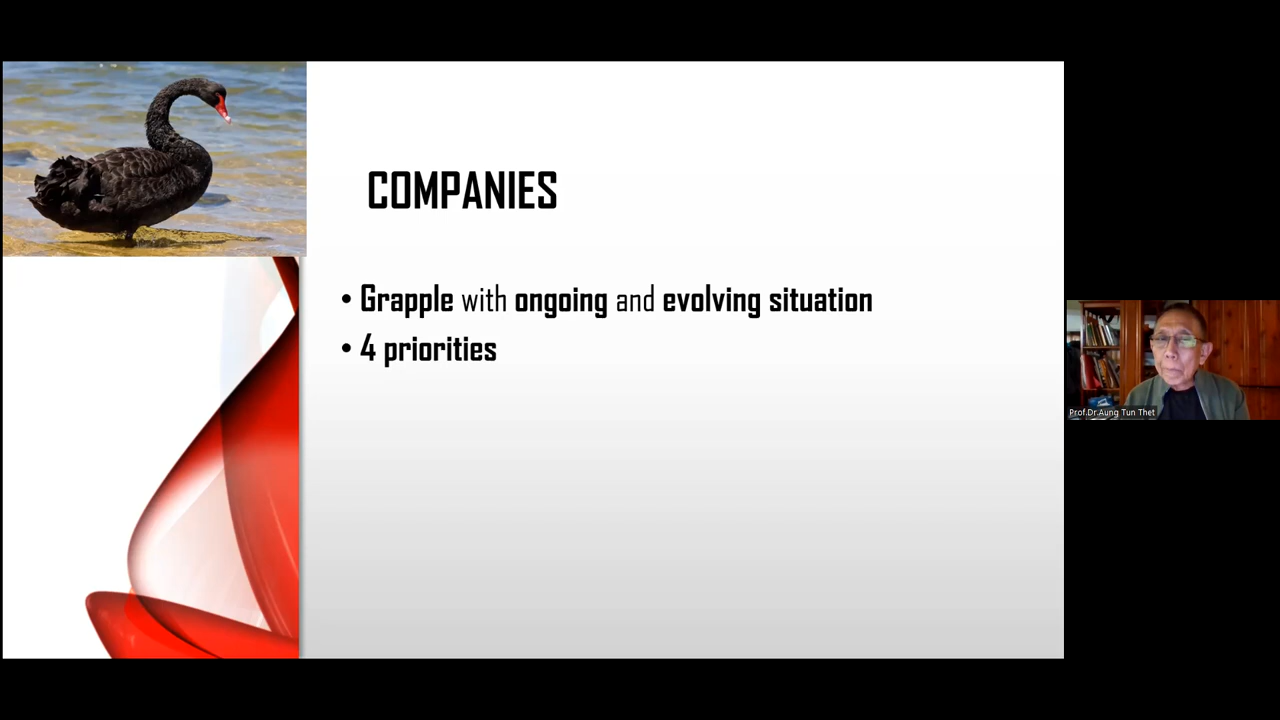 COMPANIES
• Grapple with ongoing and evolving situation
• 4 priorities
Prof.Dr.Aung Tun Thet